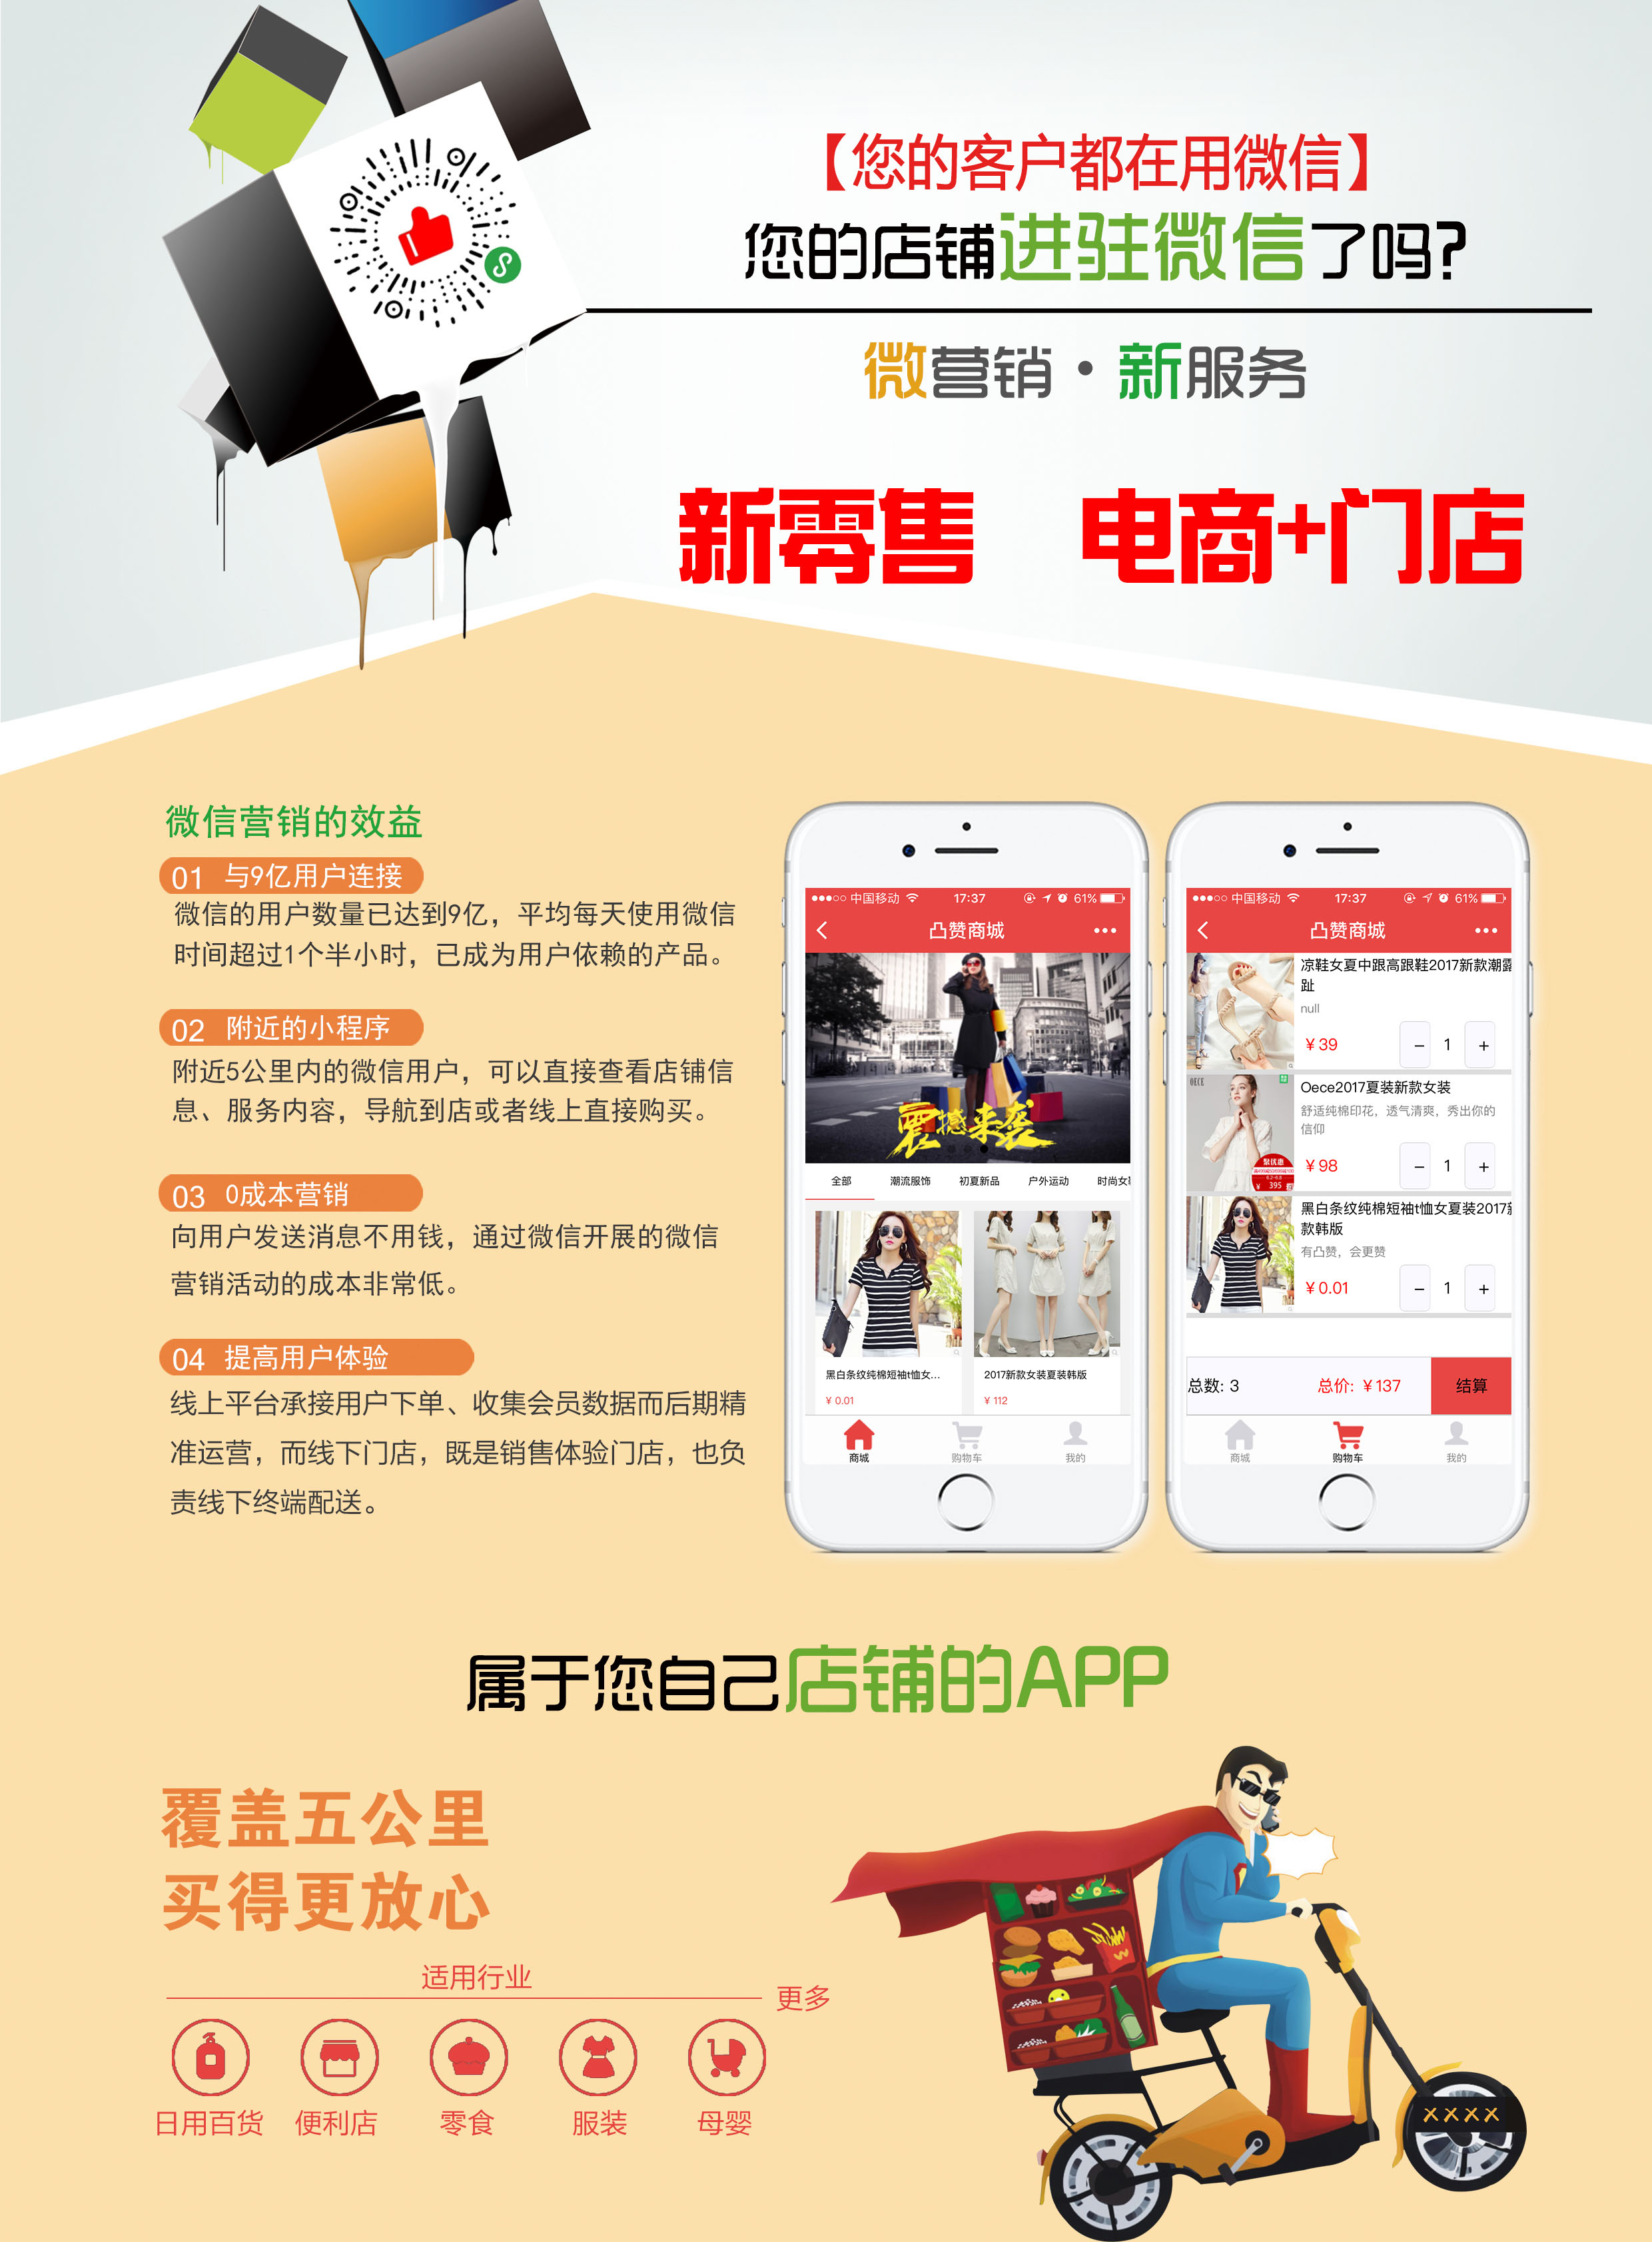 【您的客户都在用微信】
您的店铺进驻微信了吗?
微营销·新服务
新零售 电商+门店
微信营销的效益
01 与9亿用户连接
微信的用户数量已达到9亿，平均每天使用微信
时间超过1个半小时，已成为用户依赖的产品。
02 附近的小程序
附近5公里内的微信用户，可以直接查看店铺信
息、服务内容，导航到店或者线上直接购买。
03 0成本营销
向用户发送消息不用钱，通过微信开展的微信
营销活动的成本非常低。
04 提高用户体验
线上平台承接用户下单、收集会员数据而后期精
准运营，而线下门店，既是销售体验门店，也负
责线下终端配送。
中国移动 17:37 61%
凸赞商城
震撼来袭
全部 潮流服饰 初夏新品 户外运动 时尚女
黑白条纹纯棉短袖t恤女...
¥ 0.01
2017新款女装夏装韩版
¥ 112
商城 购物车 我的
中国移动 17:37 61%
凸赞商城
凉鞋女夏中跟高跟鞋2017新款潮露
趾
null
¥39
− 1 +
OECE
Oece2017夏装新款女装
舒适纯棉印花，透气清爽，秀出你的
信仰
聚优惠
¥ 395
¥98
− 1 +
黑白条纹纯棉短袖t恤女夏装2017新
款韩版
有凸赞，会更赞
¥0.01
− 1 +
总数: 3 总价: ¥137 结算
商城 购物车 我的
属于您自己店铺的APP
覆盖五公里
买得更放心
适用行业
更多
日用百货 便利店 零食 服装 母婴
XXXX